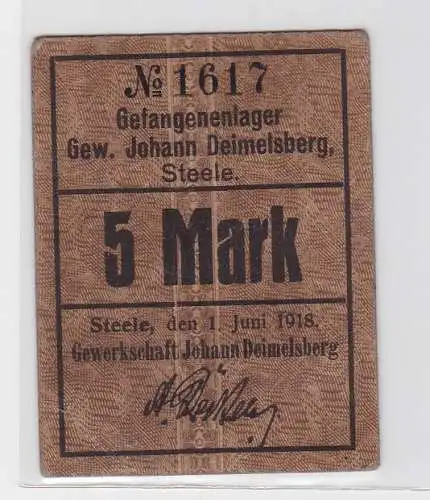 № 1617
Gefangenenlager
Gew. Johann Deimelsberg,
Steele.
5 Mark
Steele, den 1. Juni 1918.
Gewerkschaft Johann Deimelsberg